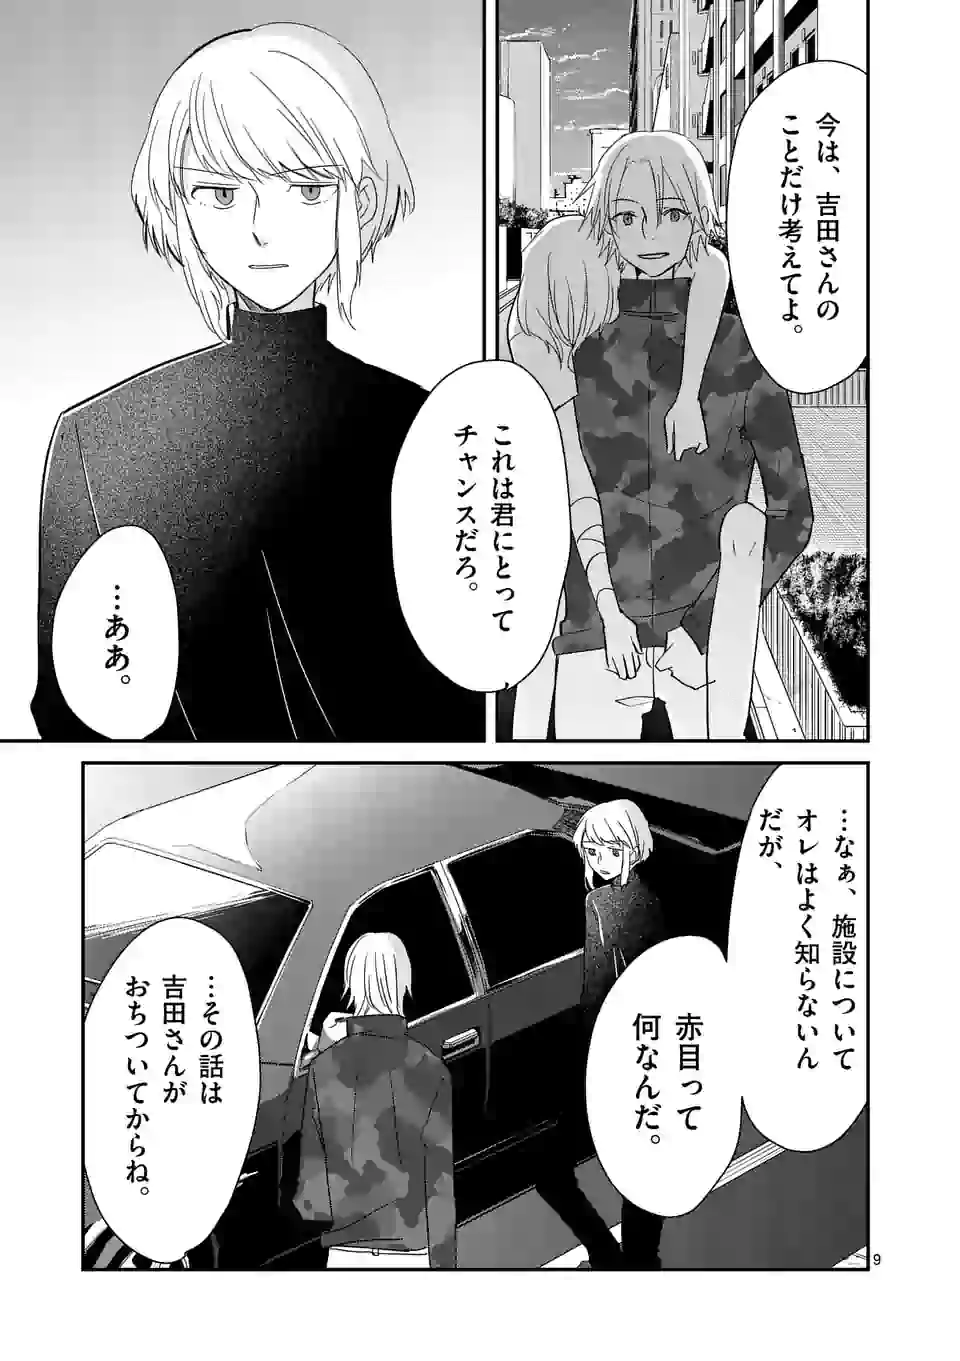 今は、吉田さんの
ことだけ考えてよ。
これは君にとって
チャンスだろ。
…ああ。
…なぁ、施設について
オレはよく知らないん
だが、
赤目って
何なんだ。
…その話は
吉田さんが
おちついてからね。
9